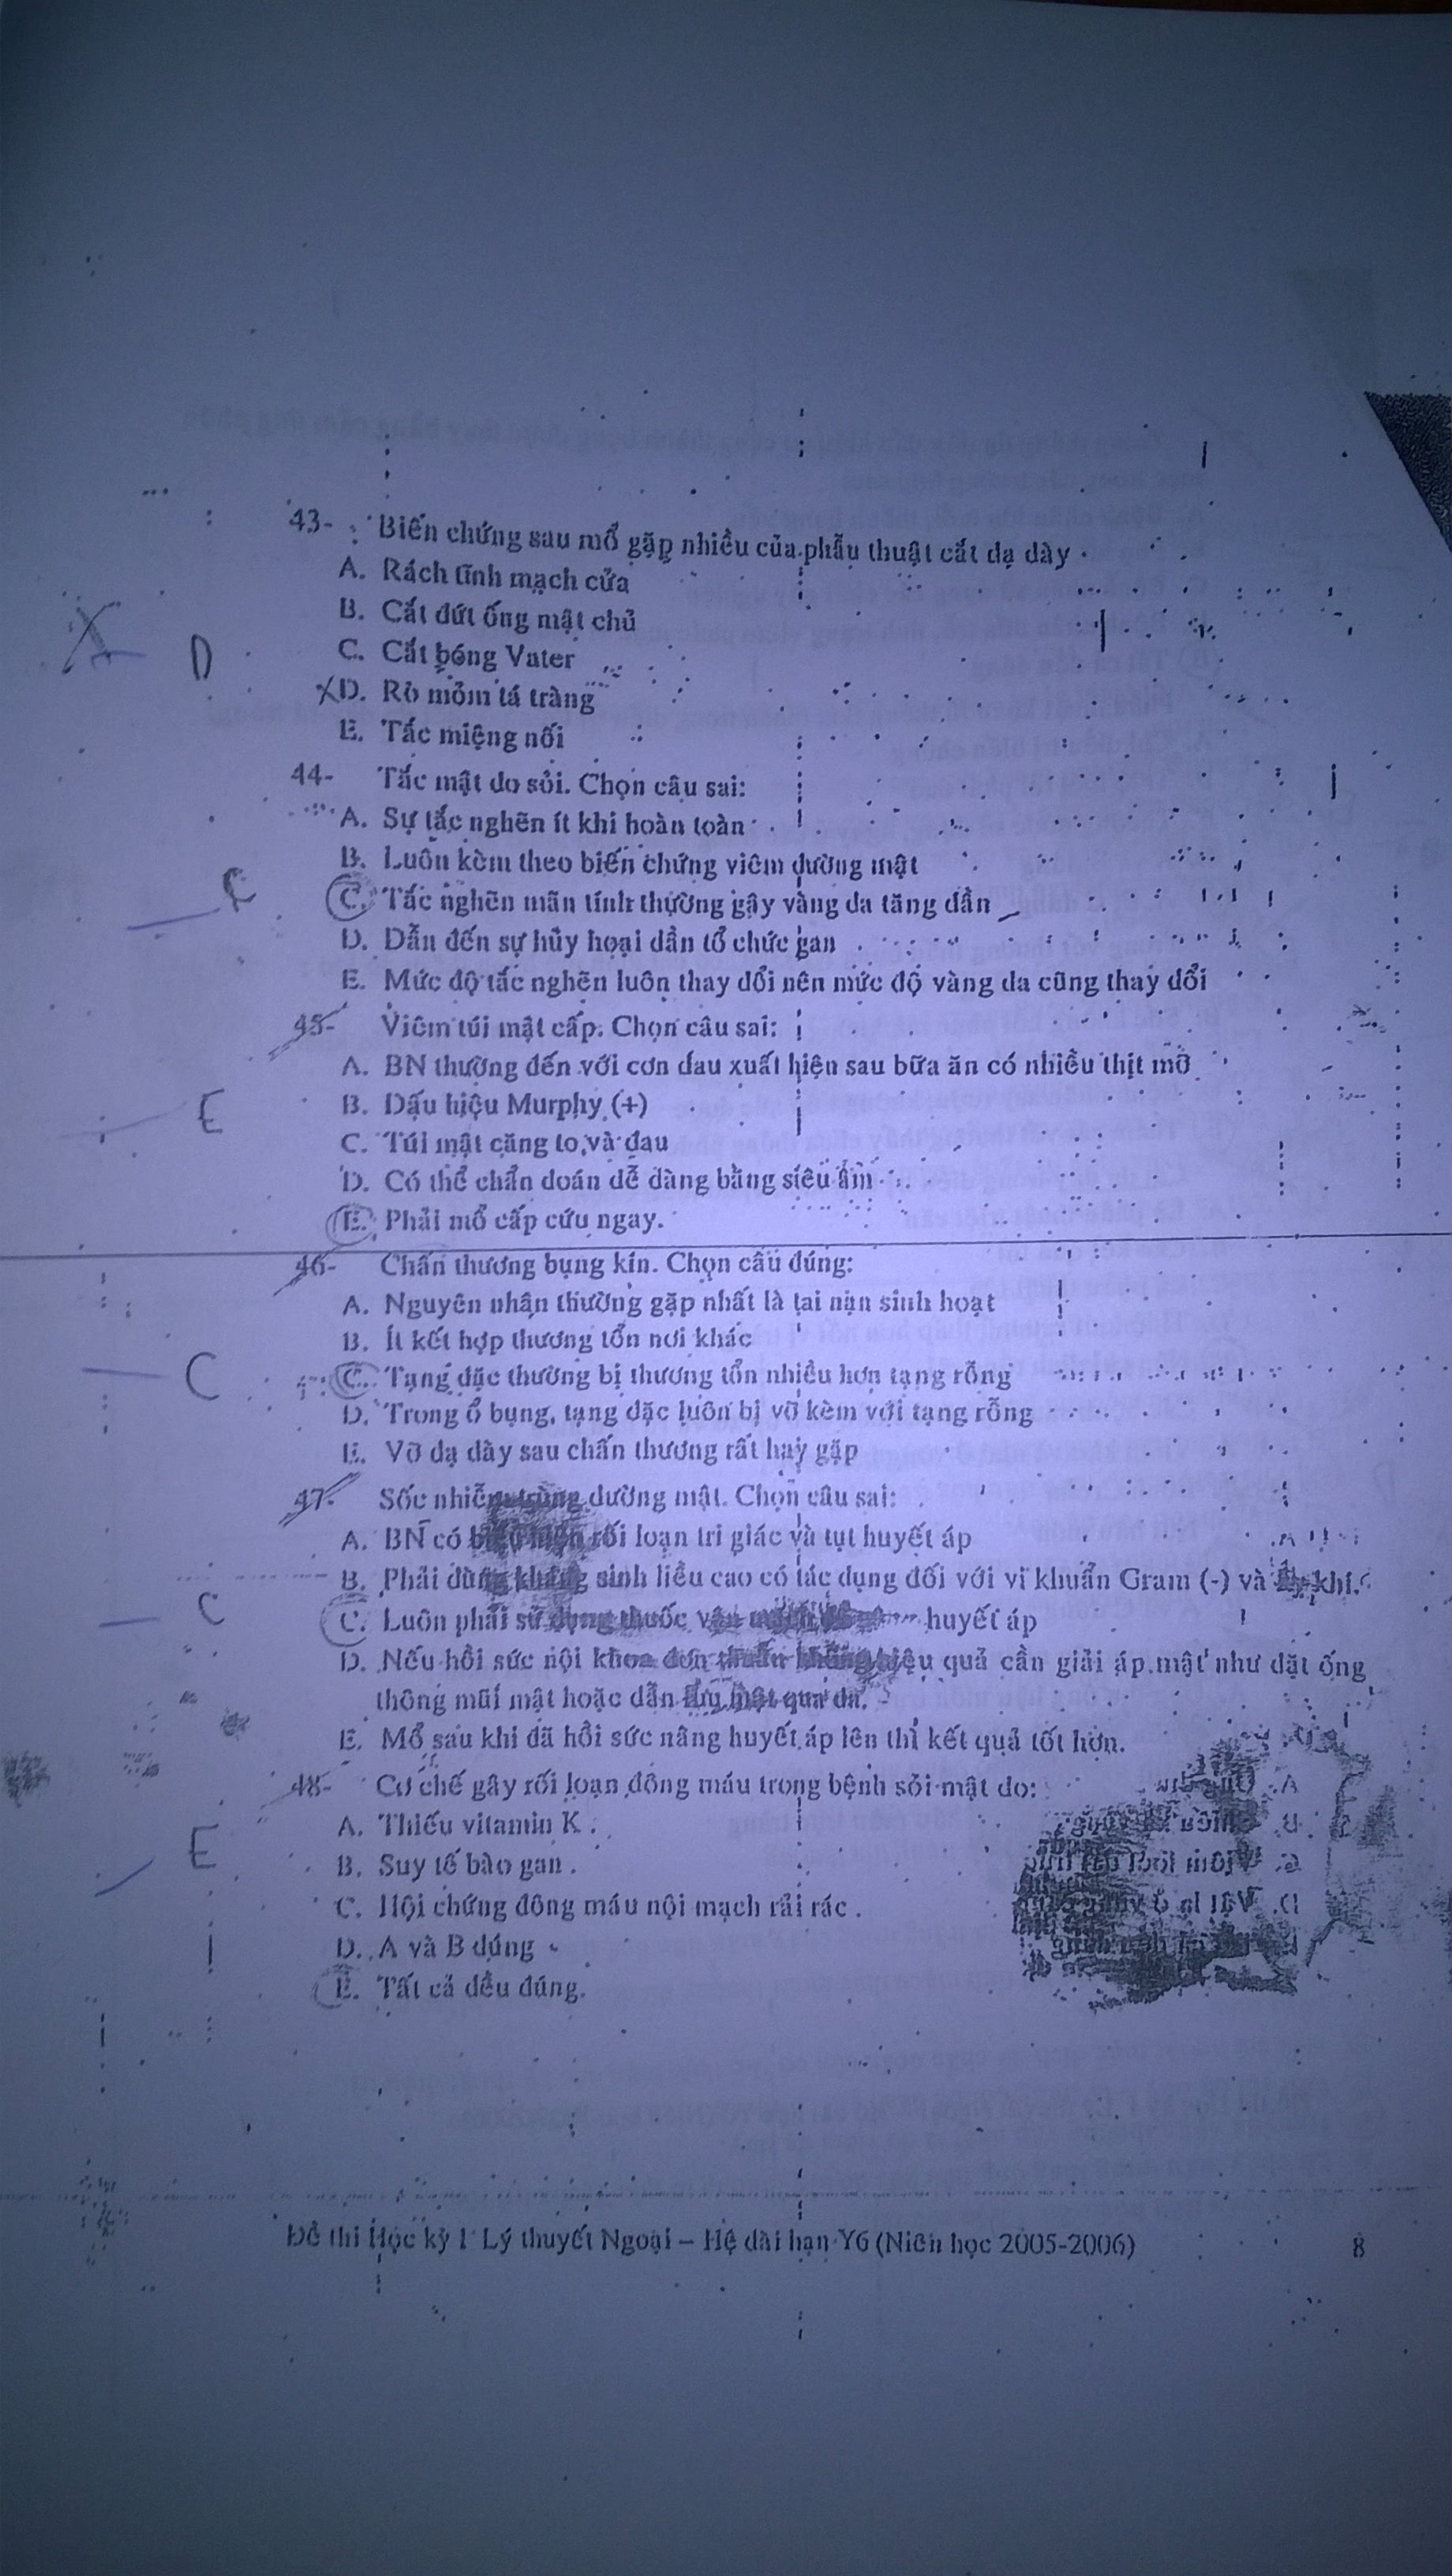 43- Biến chứng sau mổ gặp nhiều của phẫu thuật cắt dạ dày
A. Rách tĩnh mạch cửa
B. Cắt đứt ống mật chủ
C. Cắt bóng Vater
D
D. Rò mỏm tá tràng
E. Tắc miệng nối
44- Tắc mật do sỏi. Chọn câu sai:
A. Sự tắc nghẽn ít khi hoàn toàn
B. Luôn kèm theo biến chứng viêm đường mật
C
C. Tắc nghẽn mãn tính thường gây vàng da tăng dần
D. Dẫn đến sự hủy hoại dần tổ chức gan
E. Mức độ tắc nghẽn luôn thay đổi nên mức độ vàng da cũng thay đổi
45- Viêm túi mật cấp. Chọn câu sai:
A. BN thường đến với cơn đau xuất hiện sau bữa ăn có nhiều thịt mỡ
E
B. Dấu hiệu Murphy (+)
C. Túi mật căng to và đau
D. Có thể chẩn đoán dễ dàng bằng siêu âm
E. Phải mổ cấp cứu ngay.
46- Chấn thương bụng kín. Chọn câu đúng:
A. Nguyên nhân thường gặp nhất là tai nạn sinh hoạt
B. Ít kết hợp thương tổn nơi khác
C
C. Tạng đặc thường bị thương tổn nhiều hơn tạng rỗng
D. Trong ổ bụng, tạng đặc luôn bị vỡ kèm với tạng rỗng
E. Vỡ dạ dày sau chấn thương rất hay gặp
47- Sốc nhiễm trùng đường mật. Chọn câu sai:
A. BN có biểu hiện rối loạn tri giác và tụt huyết áp
B. Phải dùng kháng sinh liều cao có tác dụng đối với vi khuẩn Gram (-) và kỵ khí.
C
C. Luôn phải sử dụng thuốc vận huyết áp
D. Nếu hồi sức nội khoa đơn thuần không hiệu quả cần giải áp mật như đặt ống
thông mũi mật hoặc dẫn lưu mật qua da.
E. Mổ sau khi đã hồi sức nâng huyết áp lên thì kết quả tốt hơn.
48- Cơ chế gây rối loạn đông máu trong bệnh sỏi mật do:
A. Thiếu vitamin K.
E
B. Suy tế bào gan.
C. Hội chứng đông máu nội mạch rải rác.
D. A và B đúng
E. Tất cả đều đúng.
Đề thi Học kỳ I Lý thuyết Ngoại – Hệ dài hạn Y6 (Niên học 2005-2006) 8